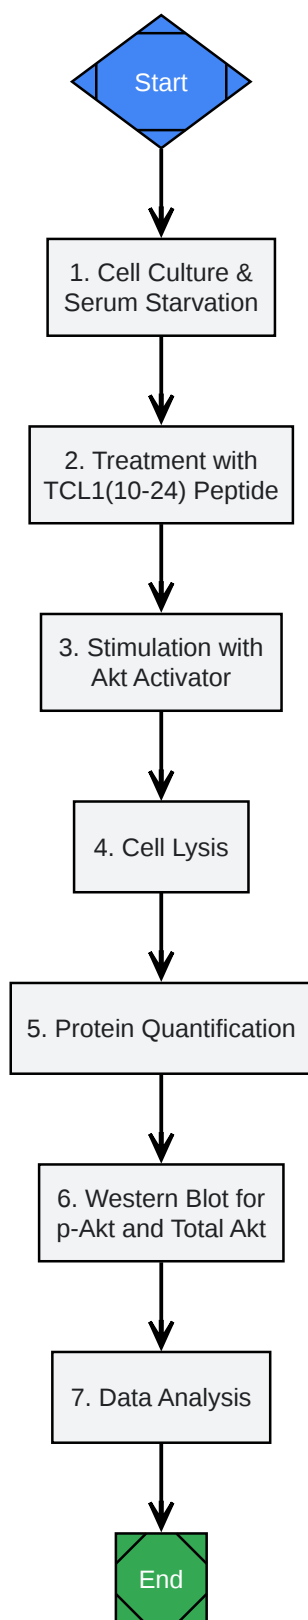 Start
1. Cell Culture &
Serum Starvation
2. Treatment with
TCL1(10-24) Peptide
3. Stimulation with
Akt Activator
4. Cell Lysis
5. Protein Quantification
6. Western Blot for
p-Akt and Total Akt
7. Data Analysis
End